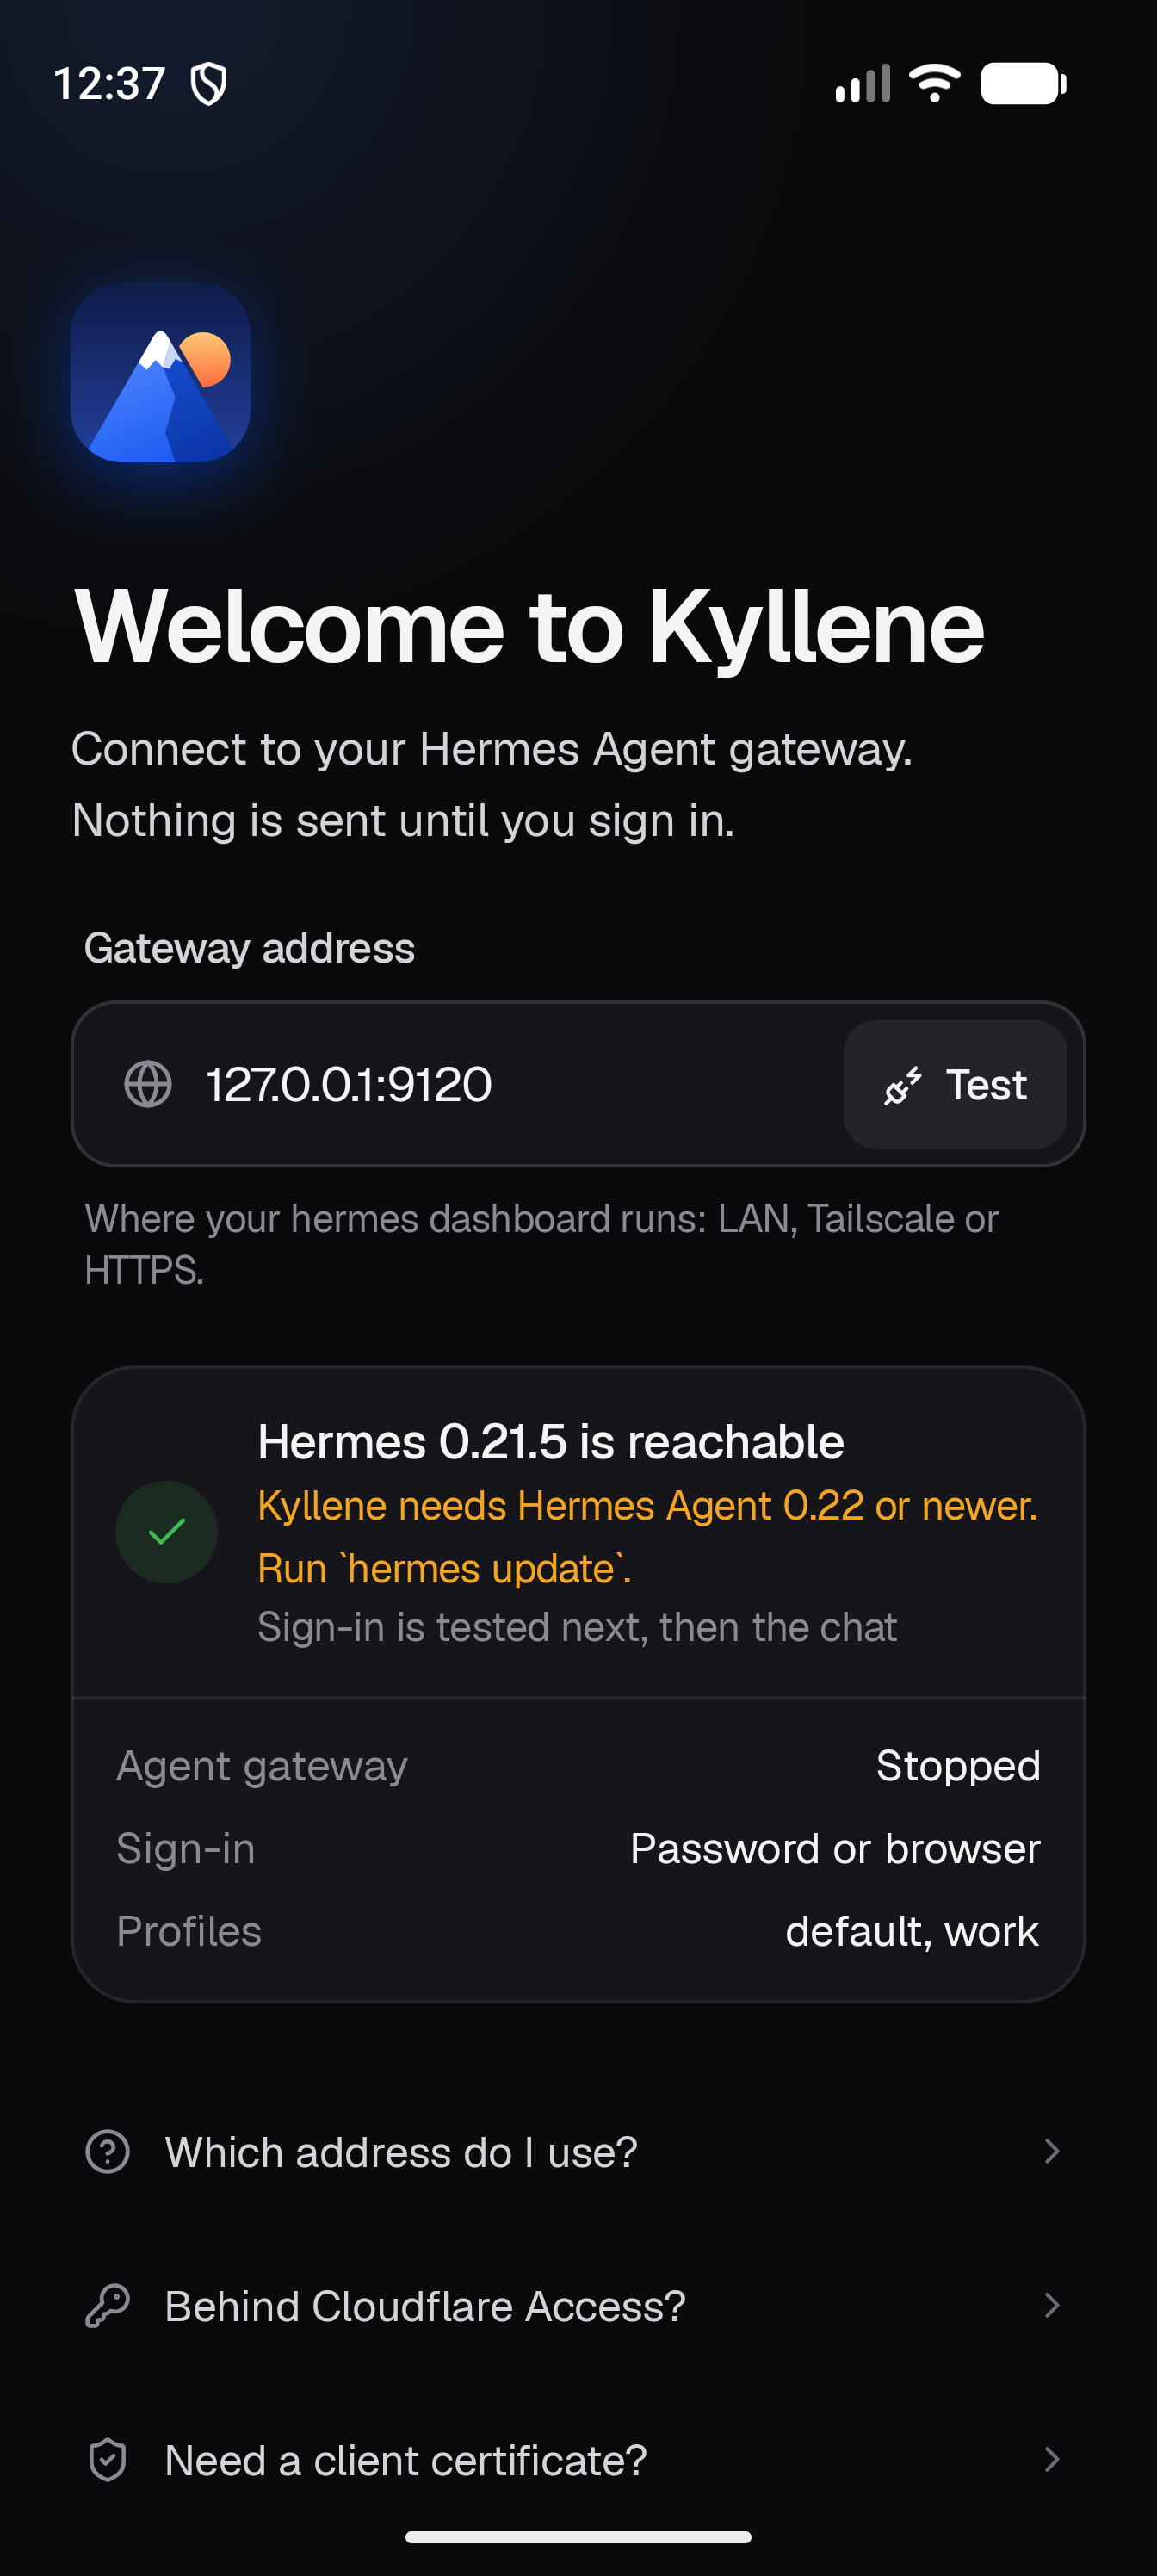 12:37
Welcome to Kyllene
Connect to your Hermes Agent gateway.
Nothing is sent until you sign in.
Gateway address
127.0.0.1:9120
Test
Where your hermes dashboard runs: LAN, Tailscale or
HTTPS.
Hermes 0.21.5 is reachable
Kyllene needs Hermes Agent 0.22 or newer.
Run `hermes update`.
Sign-in is tested next, then the chat
Agent gateway Stopped
Sign-in Password or browser
Profiles default, work
Which address do I use?
Behind Cloudflare Access?
Need a client certificate?